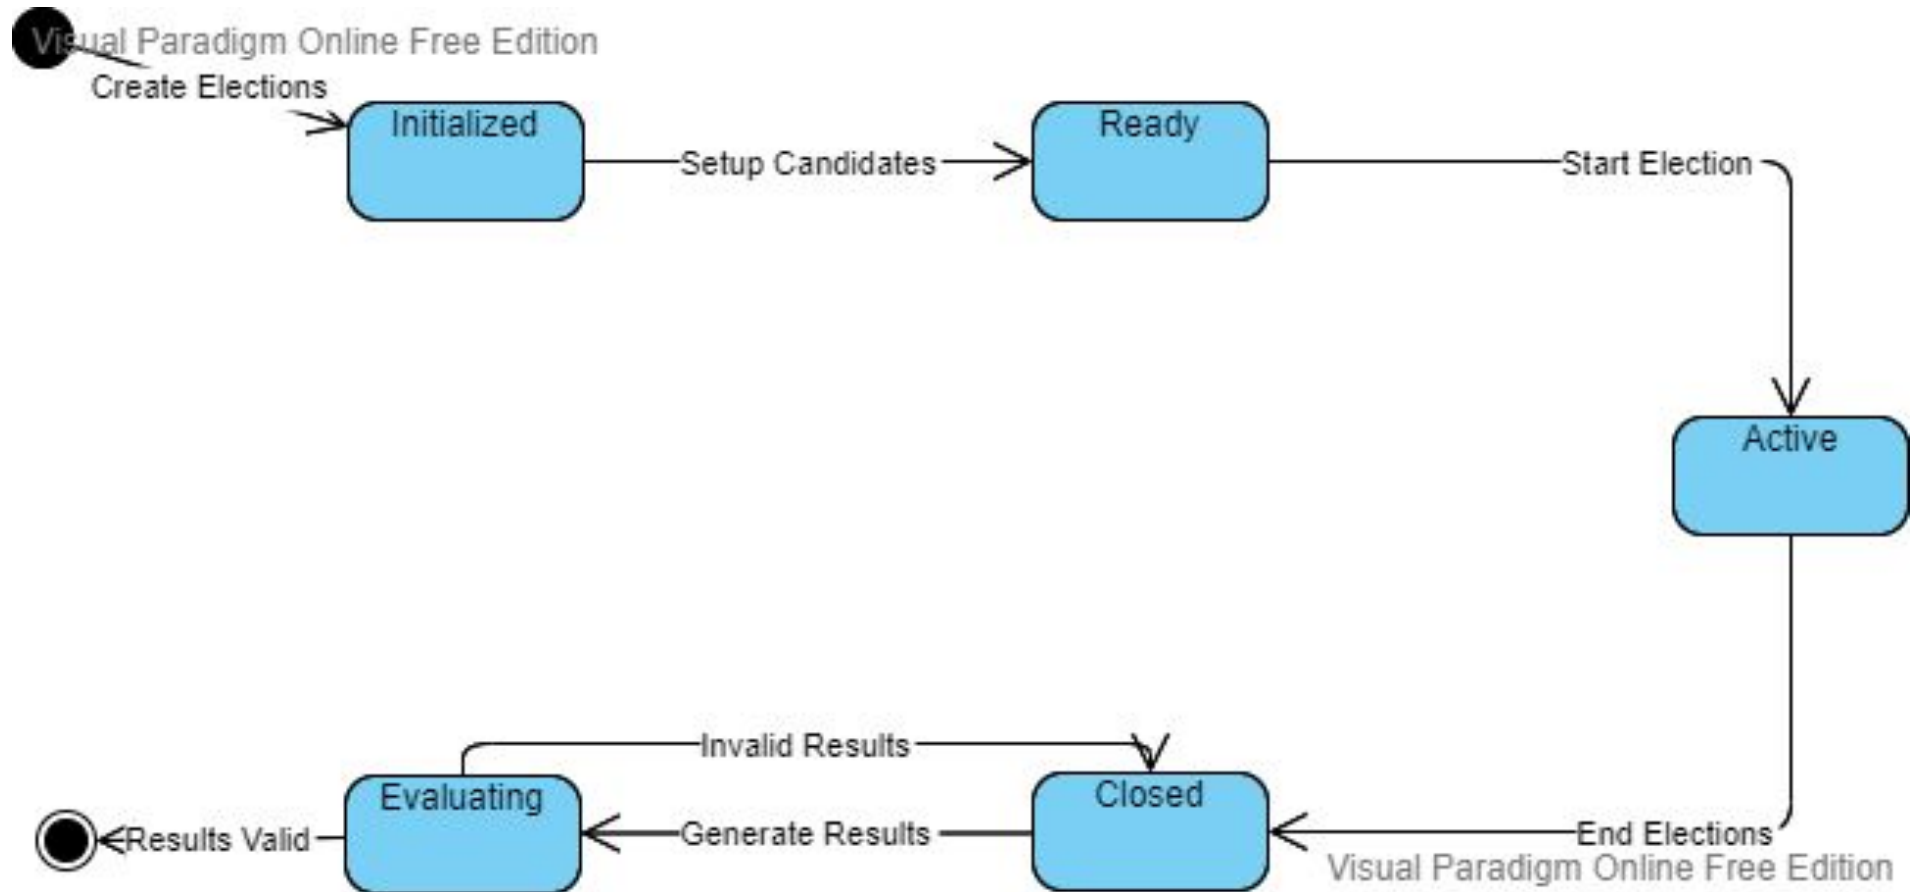 Visual Paradigm Online Free Edition
Create Elections
Initialized
Setup Candidates
Ready
Start Election
Active
Invalid Results
Evaluating
Closed
Results Valid
Generate Results
End Elections
Visual Paradigm Online Free Edition